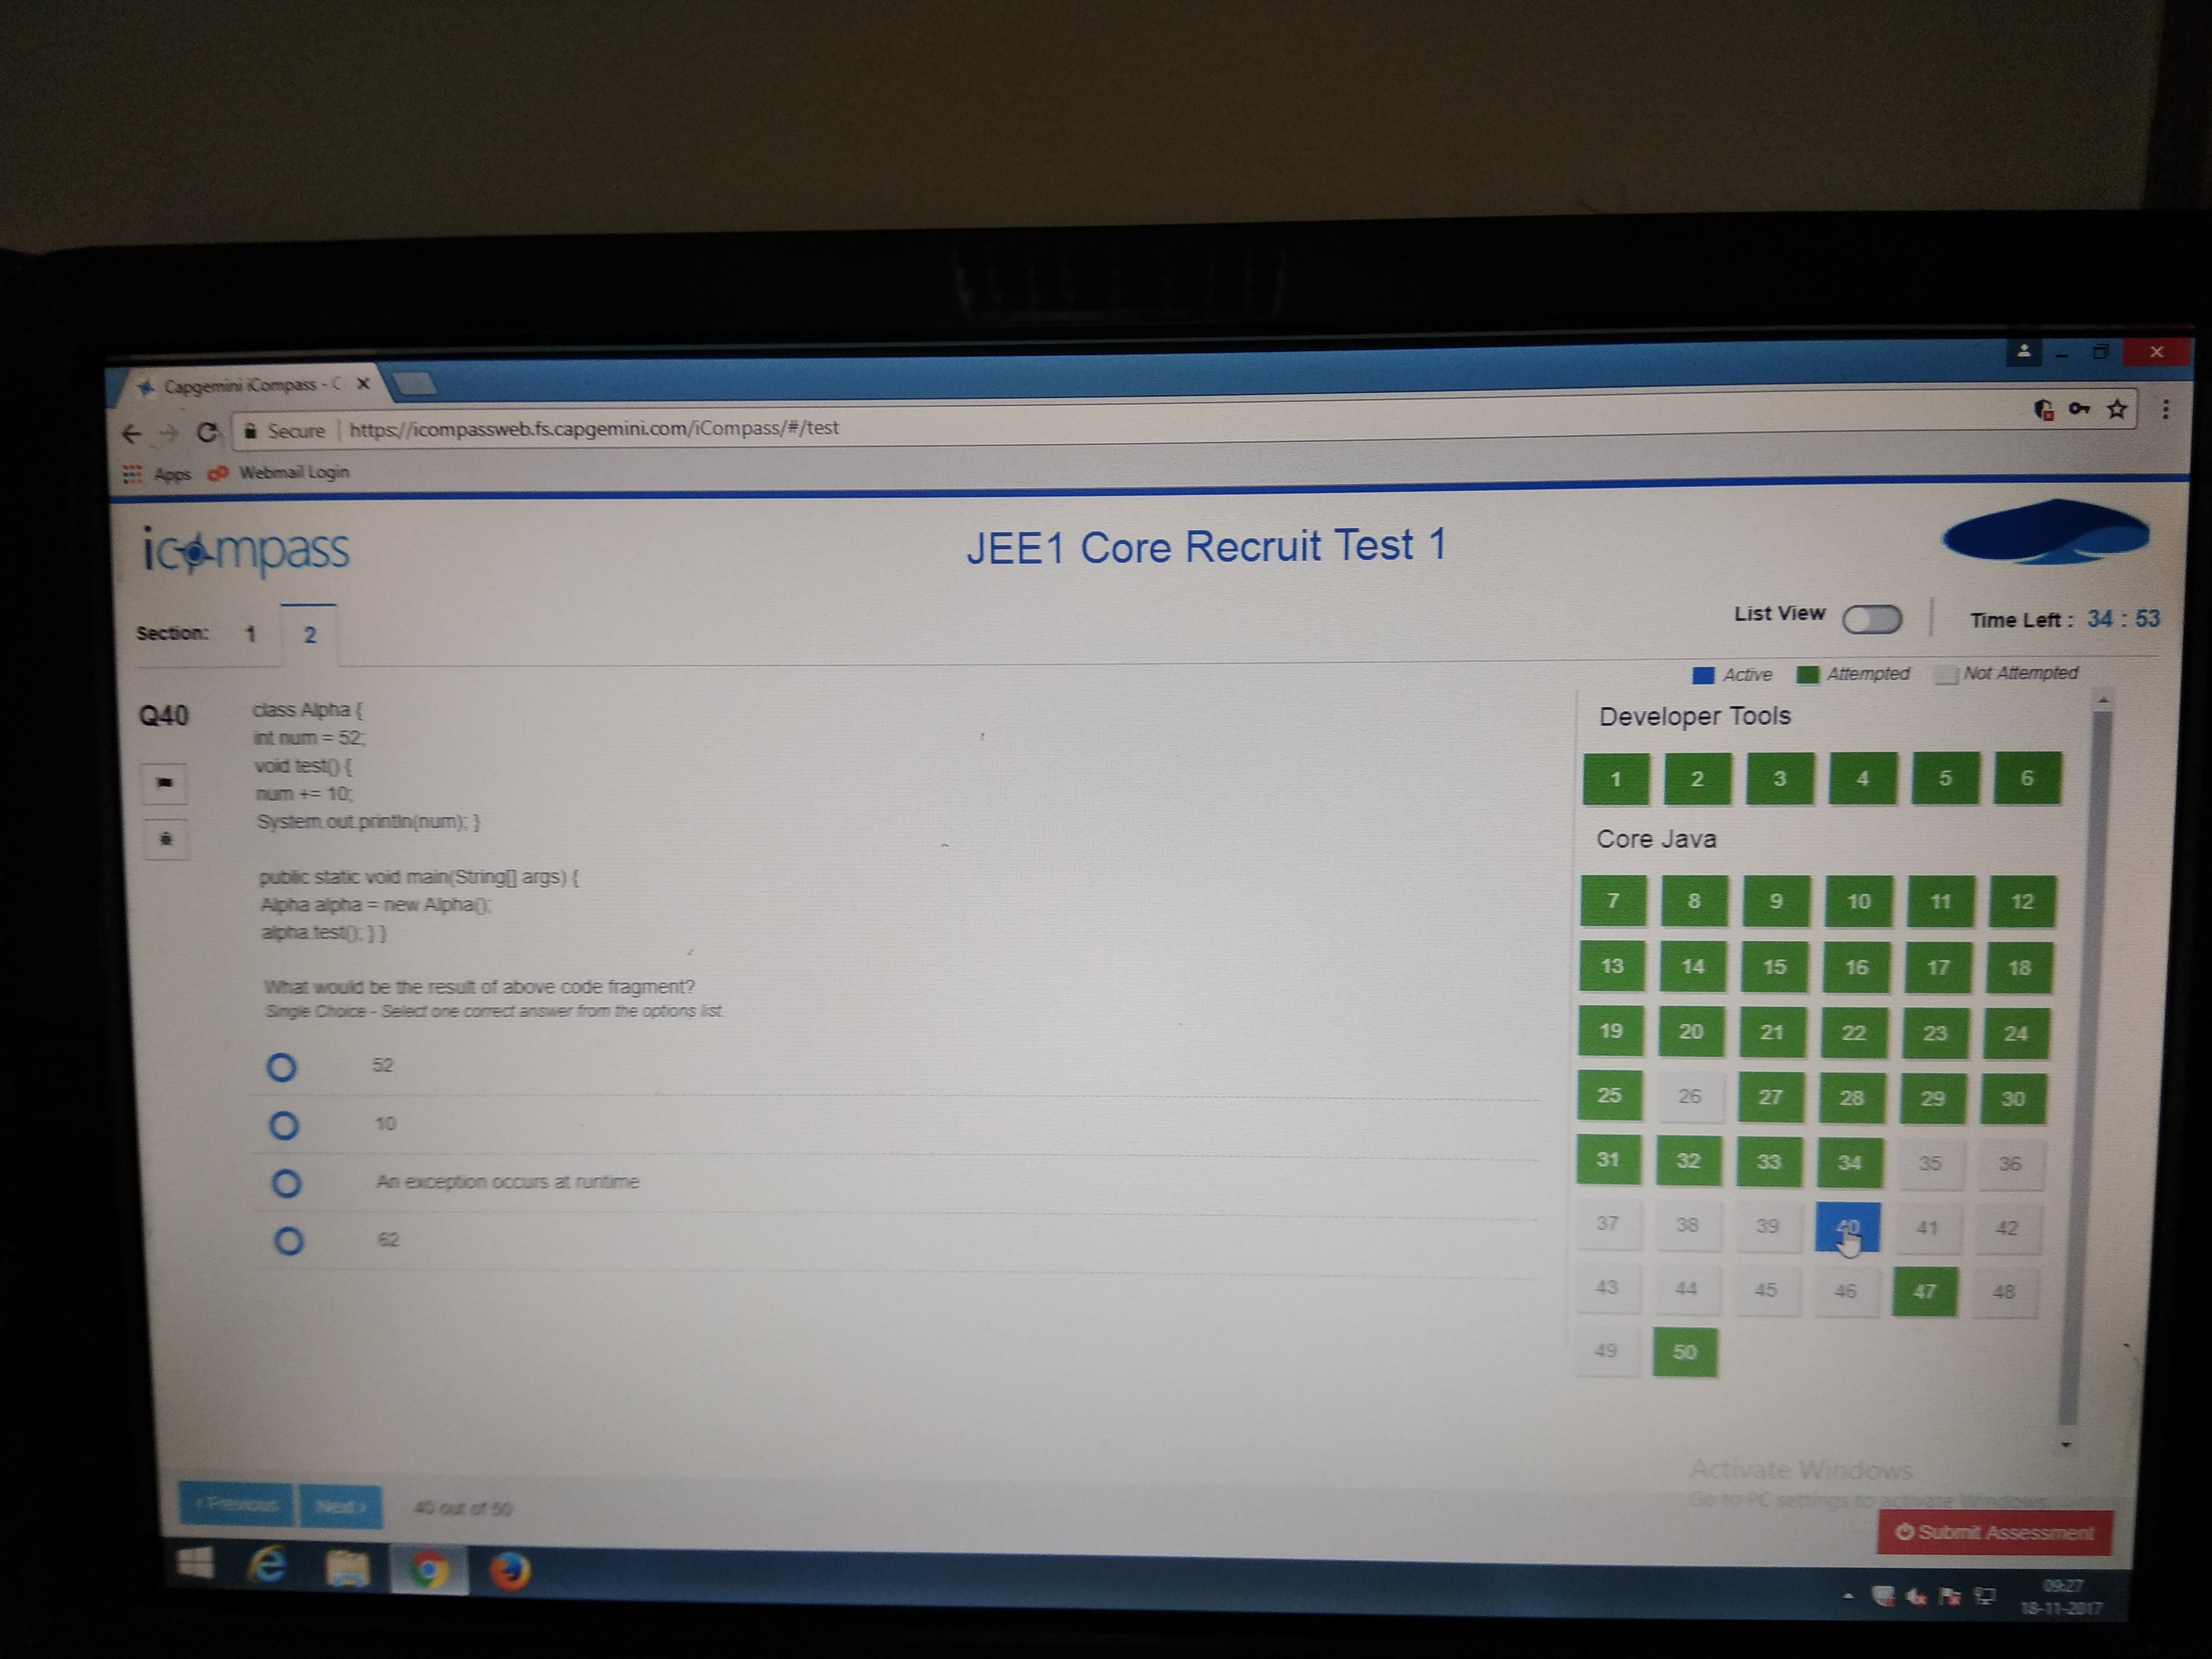 Capgemini iCompass - C
Secure https://icompassweb.fs.capgemini.com/iCompass/#/test
Apps Webmail Login
icompass
JEE1 Core Recruit Test 1
Section: 1 2
List View
Time Left : 34 : 53
Active Attempted Not Attempted
Q40
class Alpha {
int num = 52;
void test() {
num += 10;
System.out.println(num); }
public static void main(String[] args) {
Alpha alpha = new Alpha();
alpha.test(); } }
What would be the result of above code fragment?
Single Choice - Select one correct answer from the options list.
52
10
An exception occurs at runtime
62
Developer Tools
1 2 3 4 5 6
Core Java
7 8 9 10 11 12
13 14 15 16 17 18
19 20 21 22 23 24
25 26 27 28 29 30
31 32 33 34 35 36
37 38 39 40 41 42
43 44 45 46 47 48
49 50
Activate Windows
Go to PC settings to activate Windows.
< Previous Next > 40 out of 50
Submit Assessment
09:27
18-11-2017